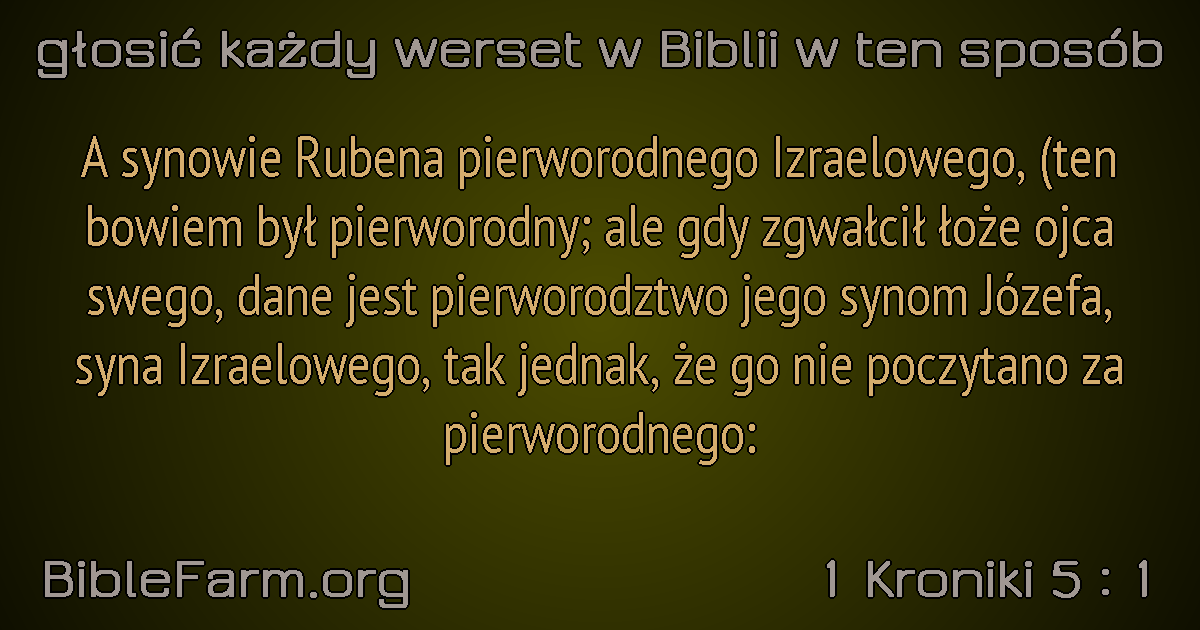 głosić każdy werset w Biblii w ten sposób
A synowie Rubena pierworodnego Izraelowego, (ten
bowiem był pierworodny; ale gdy zgwałcił łoże ojca
swego, dane jest pierworodztwo jego synom Józefa,
syna Izraelowego, tak jednak, że go nie poczytano za
pierworodnego:
BibleFarm.org
1 Kroniki 5 : 1